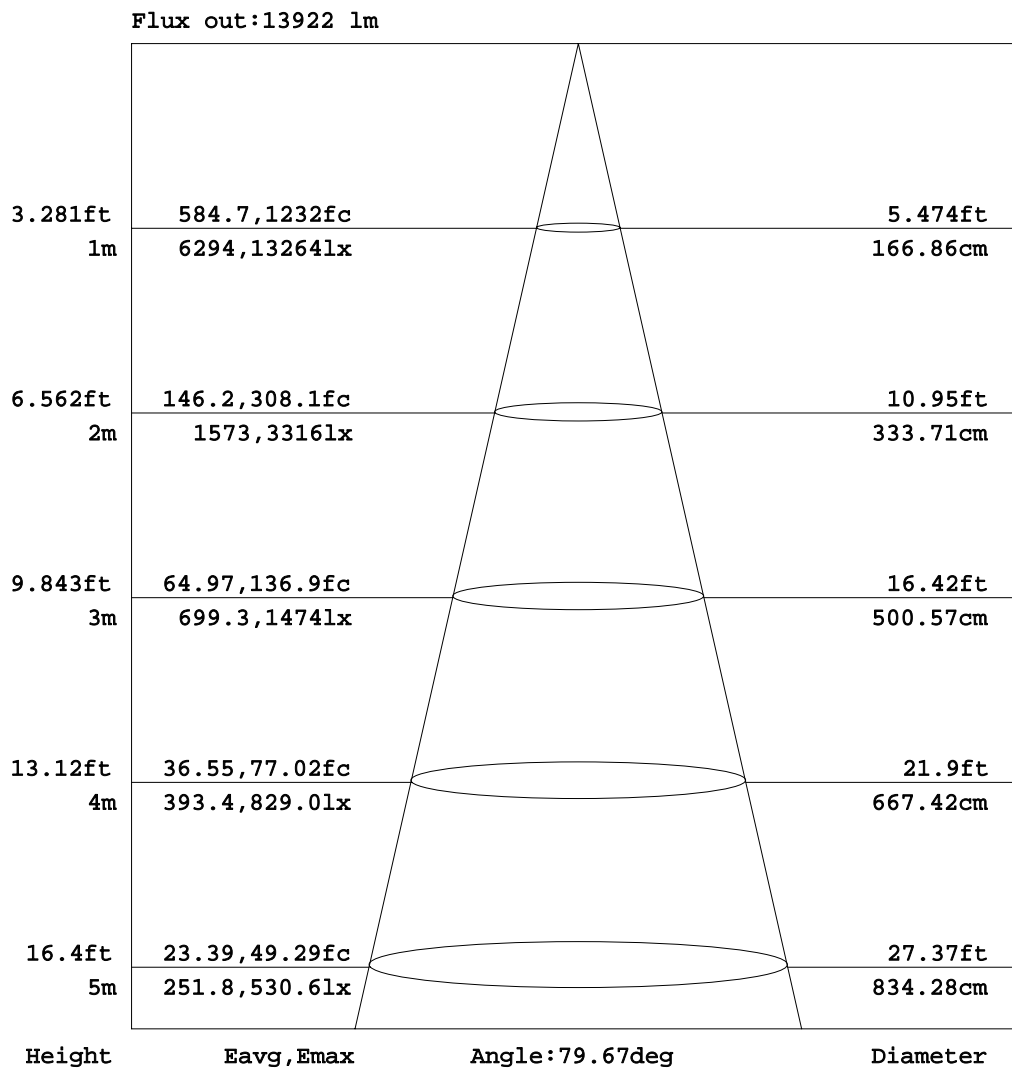 Flux out:13922 lm
3.281ft 584.7,1232fc 5.474ft
1m 6294,13264lx 166.86cm
6.562ft 146.2,308.1fc 10.95ft
2m 1573,3316lx 333.71cm
9.843ft 64.97,136.9fc 16.42ft
3m 699.3,1474lx 500.57cm
13.12ft 36.55,77.02fc 21.9ft
4m 393.4,829.0lx 667.42cm
16.4ft 23.39,49.29fc 27.37ft
5m 251.8,530.6lx 834.28cm
Height Eavg,Emax Angle:79.67deg Diameter